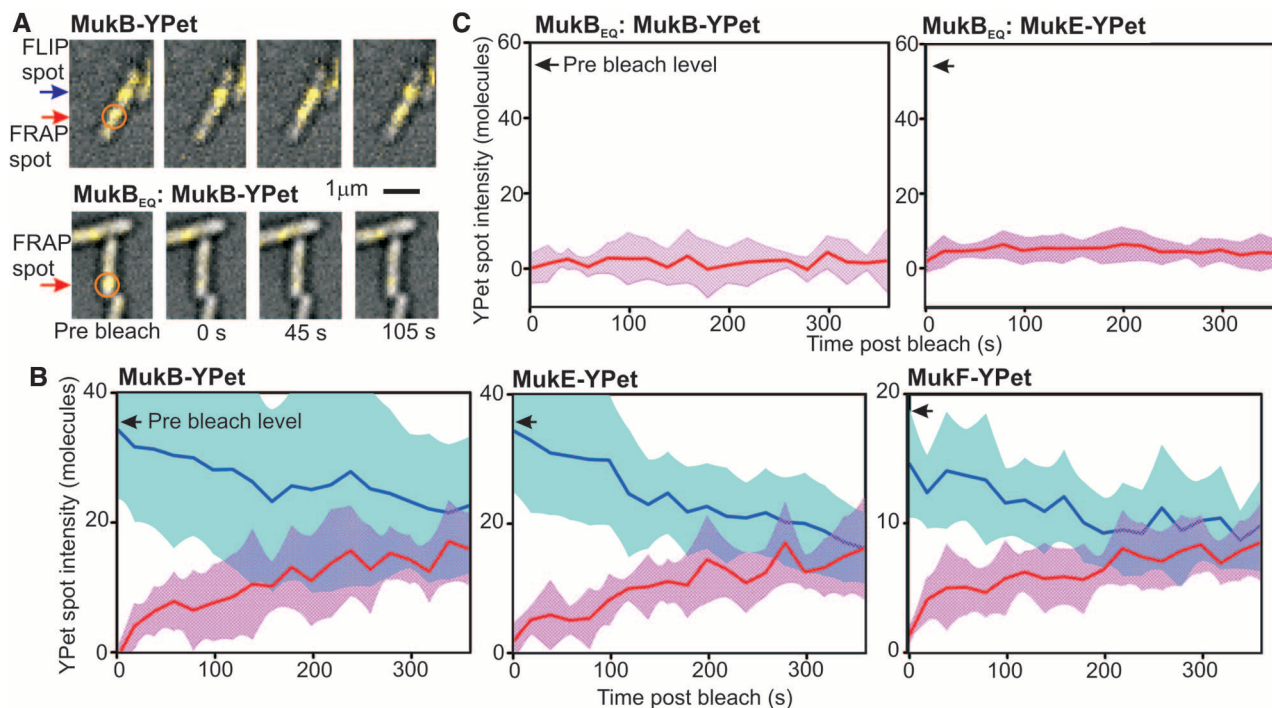 A
MukB-YPet
FLIP
spot
FRAP
spot
MukB_EQ: MukB-YPet
1μm
FRAP
spot
Pre bleach 0 s 45 s 105 s
C
MukB_EQ: MukB-YPet
MukB_EQ: MukE-YPet
YPet spot intensity (molecules)
60
40
20
0
Pre bleach level
0 100 200 300
60
40
20
0
0 100 200 300
Time post bleach (s)
B
MukB-YPet
YPet spot intensity (molecules)
40
20
0
Pre bleach level
0 100 200 300
MukE-YPet
40
20
0
0 100 200 300
MukF-YPet
20
10
0
0 100 200 300
Time post bleach (s)